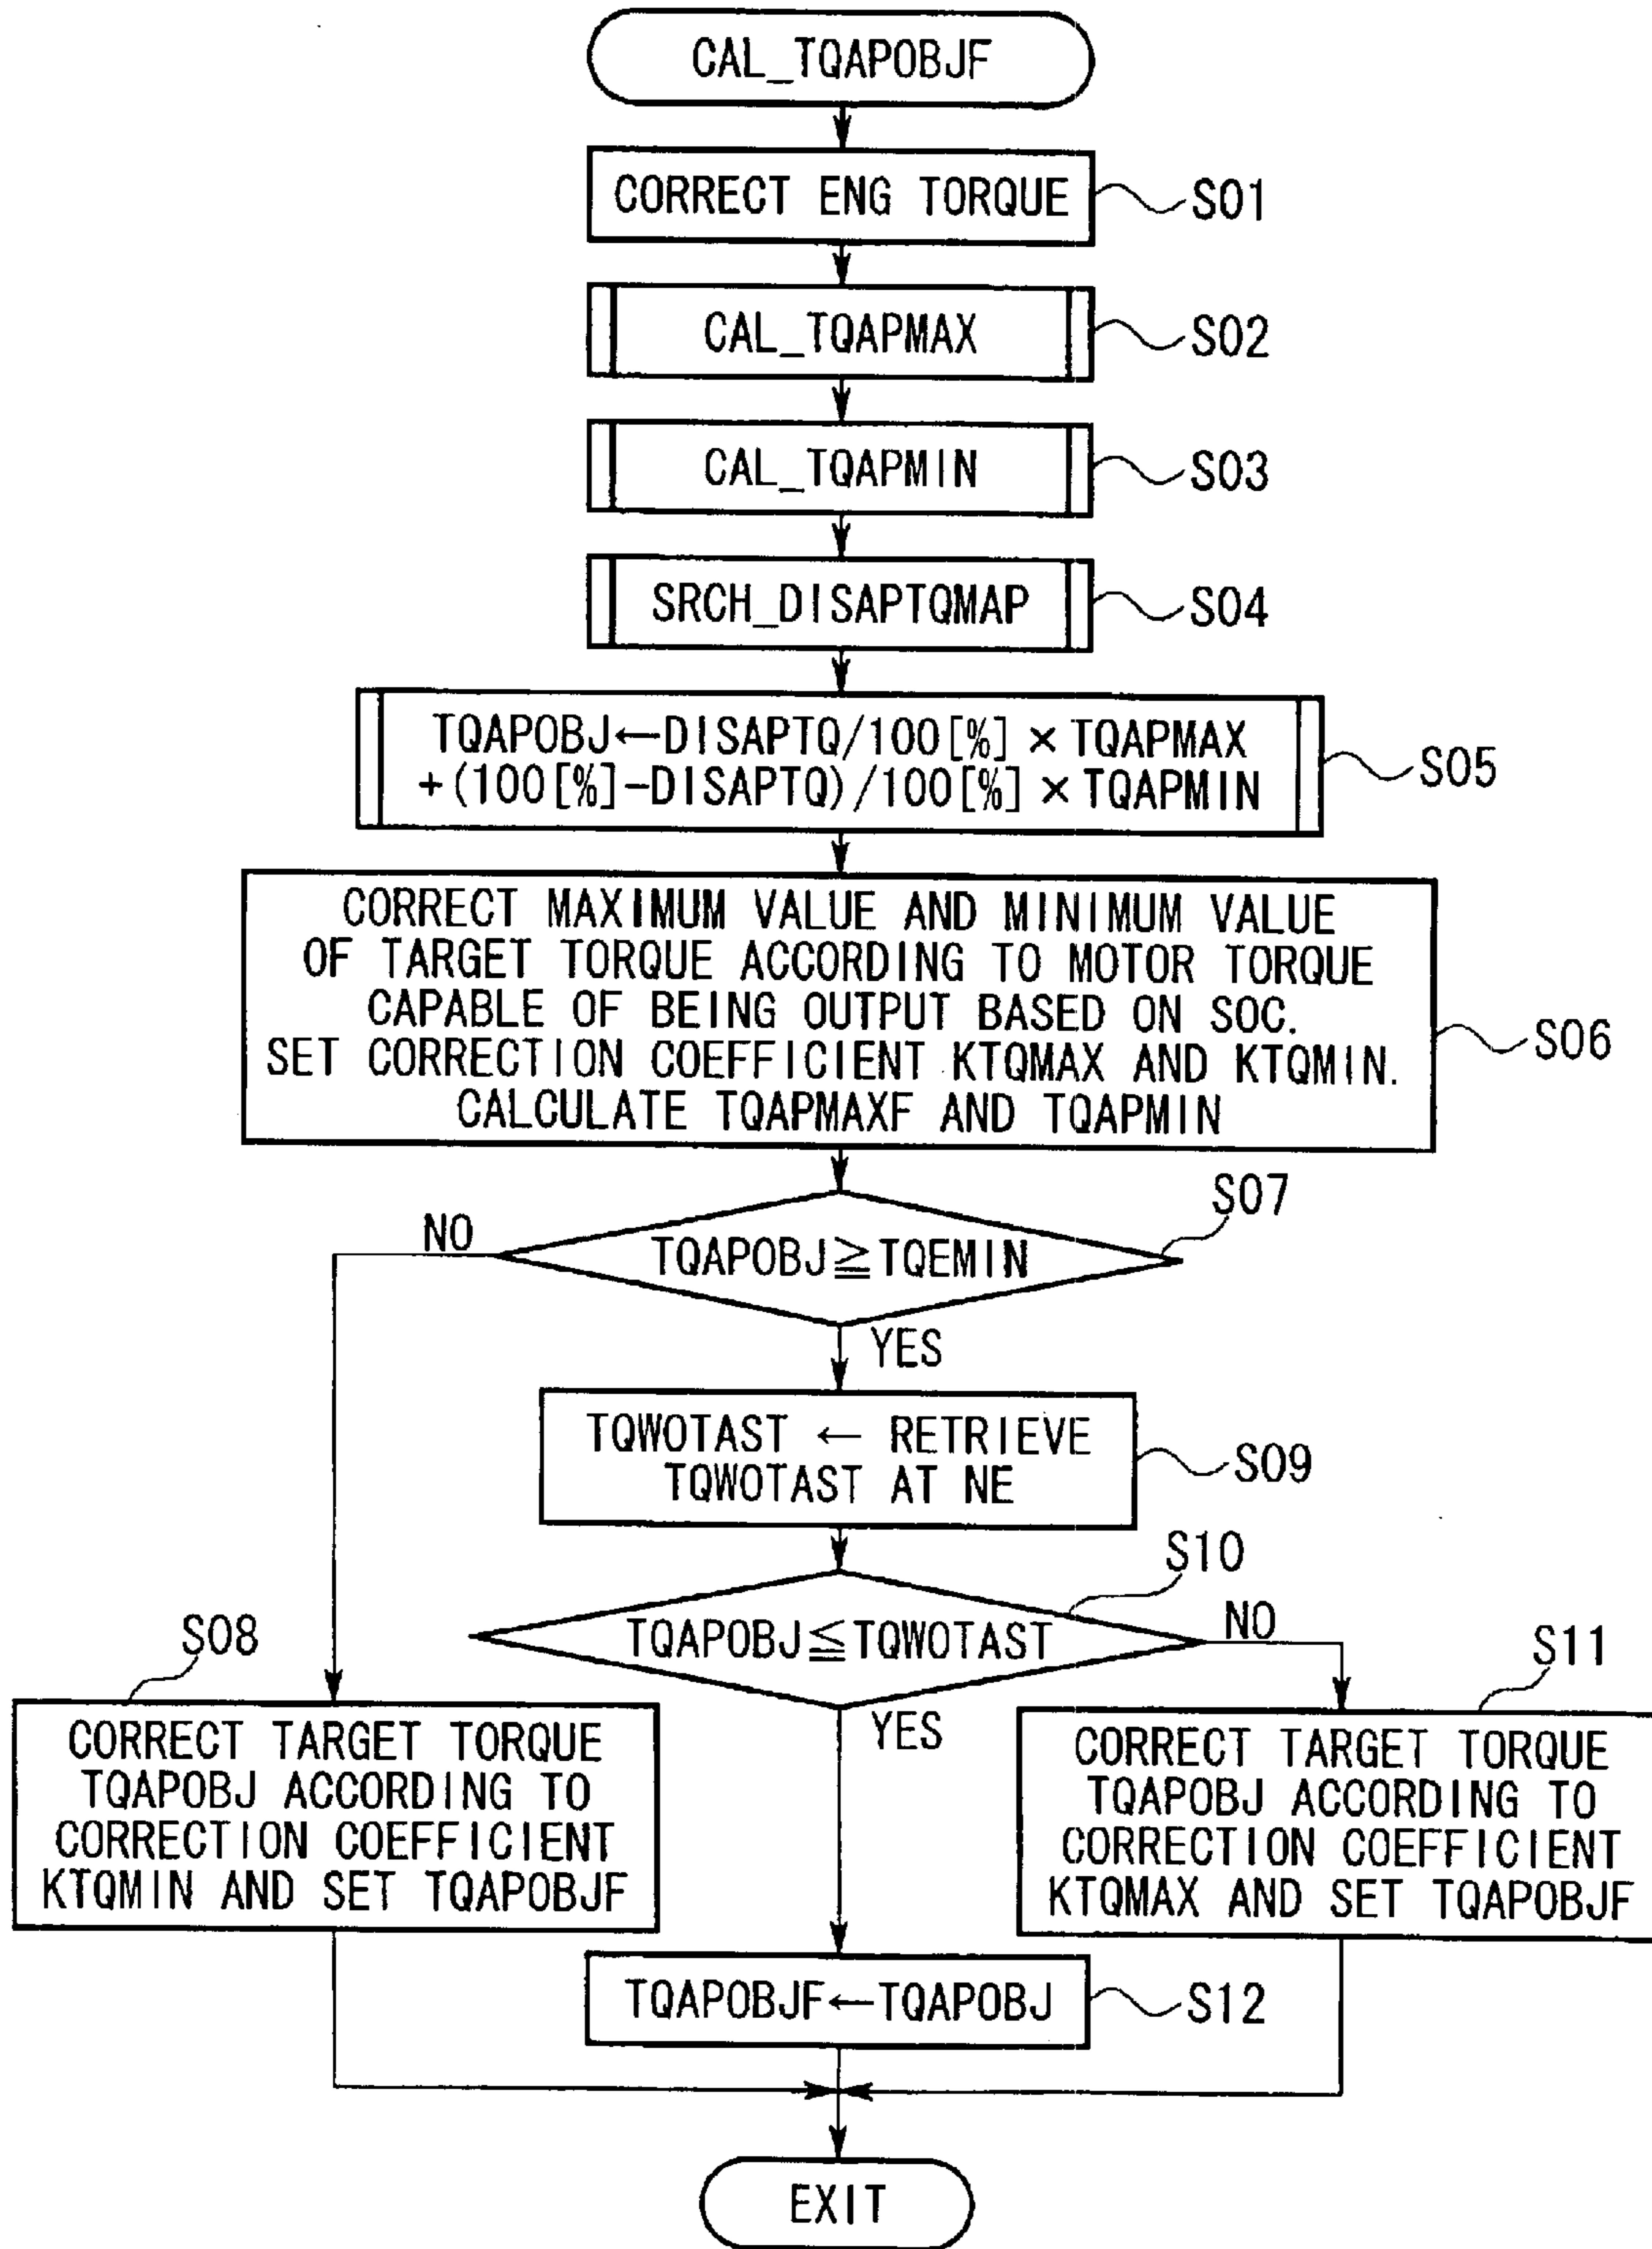 CAL_TQAPOBJF
CORRECT ENG TORQUE
S01
CAL_TQAPMAX
S02
CAL_TQAPMIN
S03
SRCH_DISAPTQMAP
S04
TQAPOBJ←DISAPTQ/100[%]×TQAPMAX
+(100[%]-DISAPTQ)/100[%]×TQAPMIN
S05
CORRECT MAXIMUM VALUE AND MINIMUM VALUE
OF TARGET TORQUE ACCORDING TO MOTOR TORQUE
CAPABLE OF BEING OUTPUT BASED ON SOC.
SET CORRECTION COEFFICIENT KTQMAX AND KTQMIN.
CALCULATE TQAPMAXF AND TQAPMIN
S06
S07
NO
TQAPOBJ≧TQEMIN
YES
TQWOTAST ← RETRIEVE
TQWOTAST AT NE
S09
S10
TQAPOBJ≦TQWOTAST
NO
YES
S08
CORRECT TARGET TORQUE
TQAPOBJ ACCORDING TO
CORRECTION COEFFICIENT
KTQMIN AND SET TQAPOBJF
S11
CORRECT TARGET TORQUE
TQAPOBJ ACCORDING TO
CORRECTION COEFFICIENT
KTQMAX AND SET TQAPOBJF
TQAPOBJF←TQAPOBJ
S12
EXIT